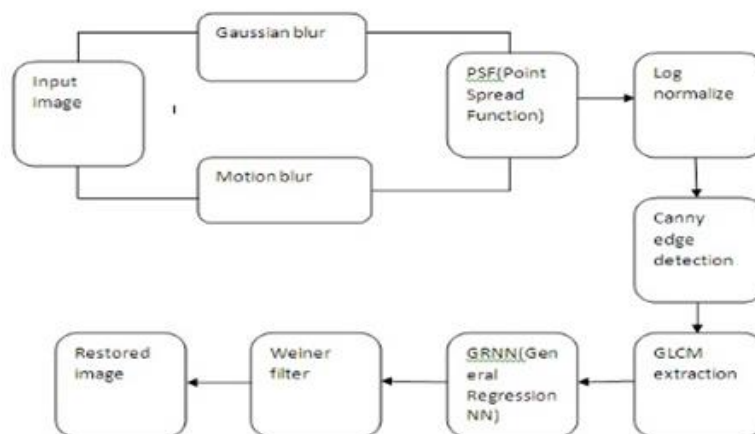 Gaussian blur
Input
image
PSF(Point
Spread
Function)
Log
normalize
Motion blur
Canny
edge
detection
Restored
image
Weiner
filter
GRNN(Gen
eral
Regression
NN)
GLCM
extraction